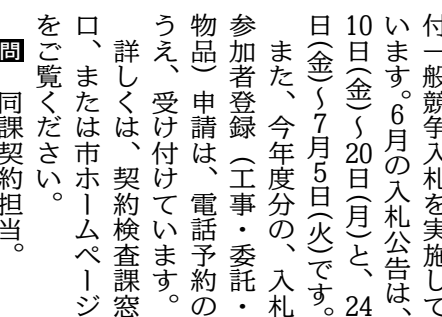 付一般競争入札を実施して
います。6月の入札公告は、
10日(金)～20日(月)と、24
日(金)～7月5日(火)です。
　また、今年度分の、入札
参加者登録（工事・委託・
物品）申請は、電話予約の
うえ、受け付けています。
　詳しくは、契約検査課窓
口、または市ホームページ
をご覧ください。
問　同課契約担当。